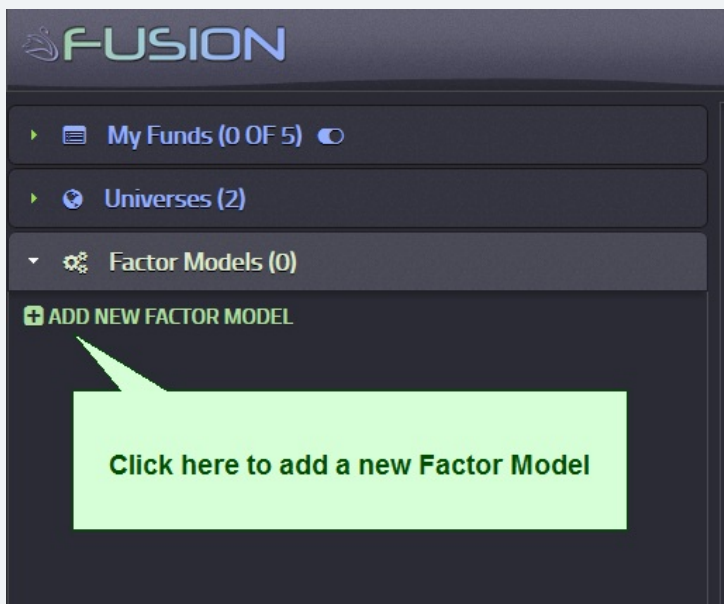 FUSION
My Funds (0 OF 5)
Universes (2)
Factor Models (0)
ADD NEW FACTOR MODEL
Click here to add a new Factor Model